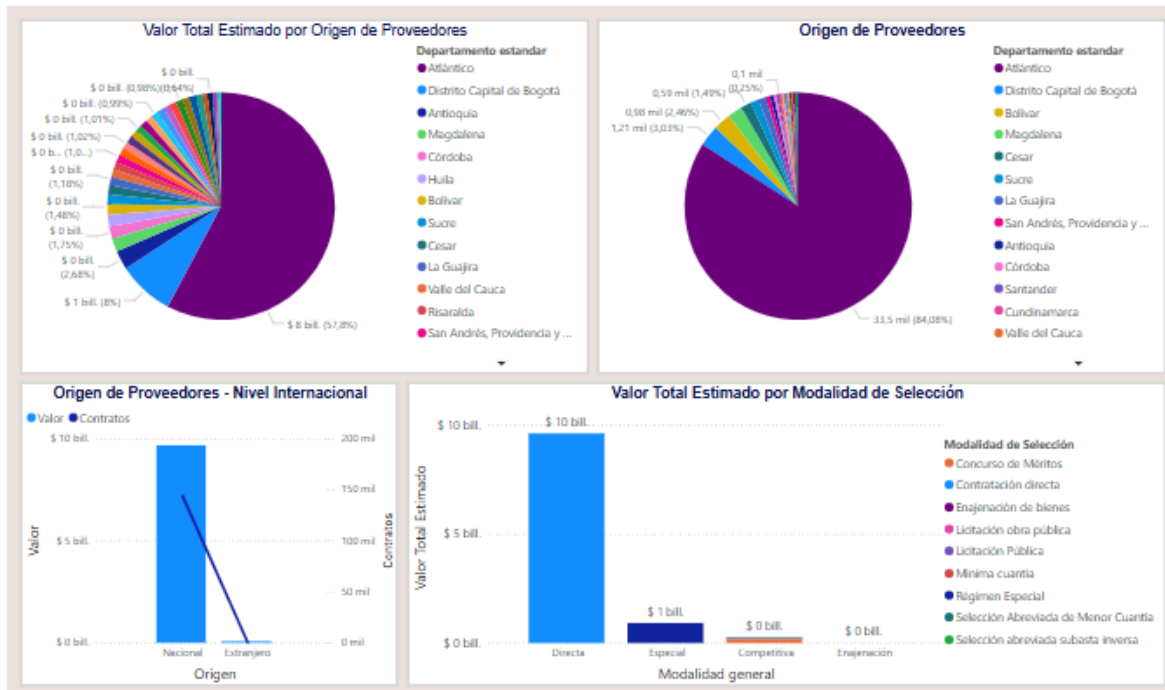 Valor Total Estimado por Origen de Proveedores
Departamento estandar
Atlántico
Distrito Capital de Bogotá
Antioquia
Magdalena
Córdoba
Huila
Bolívar
Sucre
Cesar
La Guajira
Valle del Cauca
Risaralda
San Andrés, Providencia y ...
$ 0 bill.
$ 0 bill. (0,98%)
(0,64%)
$ 0 bill.
(0,99%)
$ 0 bill.
(1,01%)
$ 0 bill.
(1,02%)
$ 0 b... (1,0...
$ 0 bill.
(1,18%)
$ 0 bill.
(1,48%)
$ 0 bill.
(1,75%)
$ 0 bill.
(2,68%)
$ 1 bill. (8%)
$ 8 bill. (57,8%)
Origen de Proveedores
Departamento estandar
Atlántico
Distrito Capital de Bogotá
Bolívar
Magdalena
Cesar
Sucre
La Guajira
San Andrés, Providencia y ...
Antioquia
Córdoba
Santander
Cundinamarca
Valle del Cauca
0,1 mil
(0,25%)
0,59 mil (1,49%)
0,98 mil (2,46%)
1,21 mil (3,03%)
33,5 mil (84,08%)
Origen de Proveedores - Nivel Internacional
Valor Contratos
$ 10 bill.
$ 5 bill.
$ 0 bill.
200 mil
150 mil
100 mil
50 mil
0 mil
Valor
Contratos
Nacional
Extranjero
Origen
Valor Total Estimado por Modalidad de Selección
$ 10 bill.
$ 5 bill.
$ 0 bill.
Valor Total Estimado
$ 10 bill.
$ 1 bill.
$ 0 bill.
$ 0 bill.
Directa
Especial
Competitiva
Enajenación
Modalidad general
Modalidad de Selección
Concurso de Méritos
Contratación directa
Enajenación de bienes
Licitación obra pública
Licitación Pública
Mínima cuantía
Régimen Especial
Selección Abreviada de Menor Cuantía
Selección abreviada subasta inversa